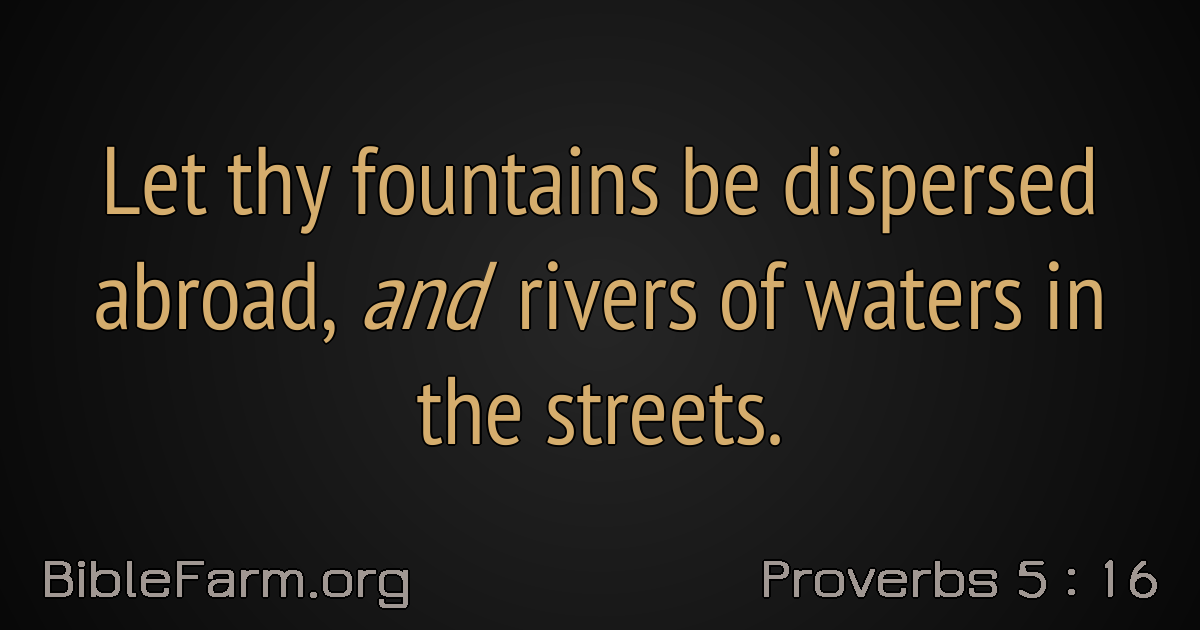 Let thy fountains be dispersed
abroad, and rivers of waters in
the streets.
BibleFarm.org
Proverbs 5 : 16